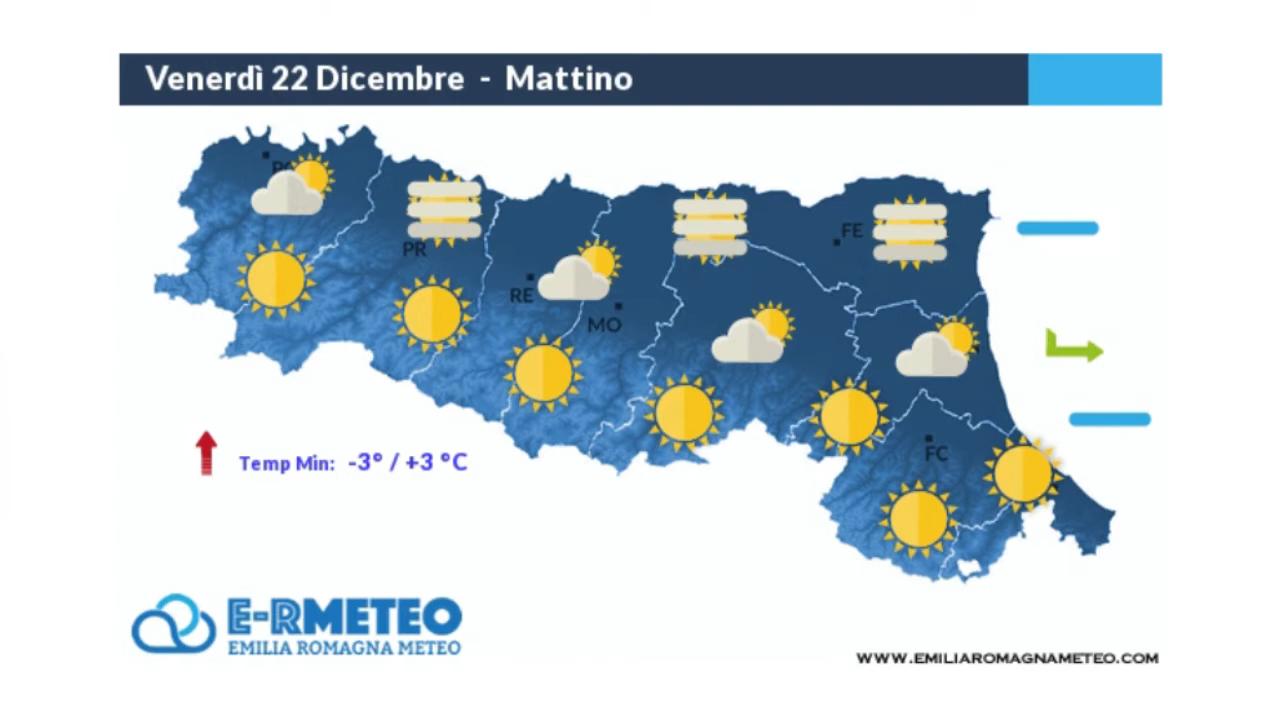 Venerdì 22 Dicembre - Mattino
PR
FE
RE
MO
FC
Temp Min: -3° / +3 °C
E-RMETEO
EMILIA ROMAGNA METEO
WWW.EMILIAROMAGNAMETEO.COM